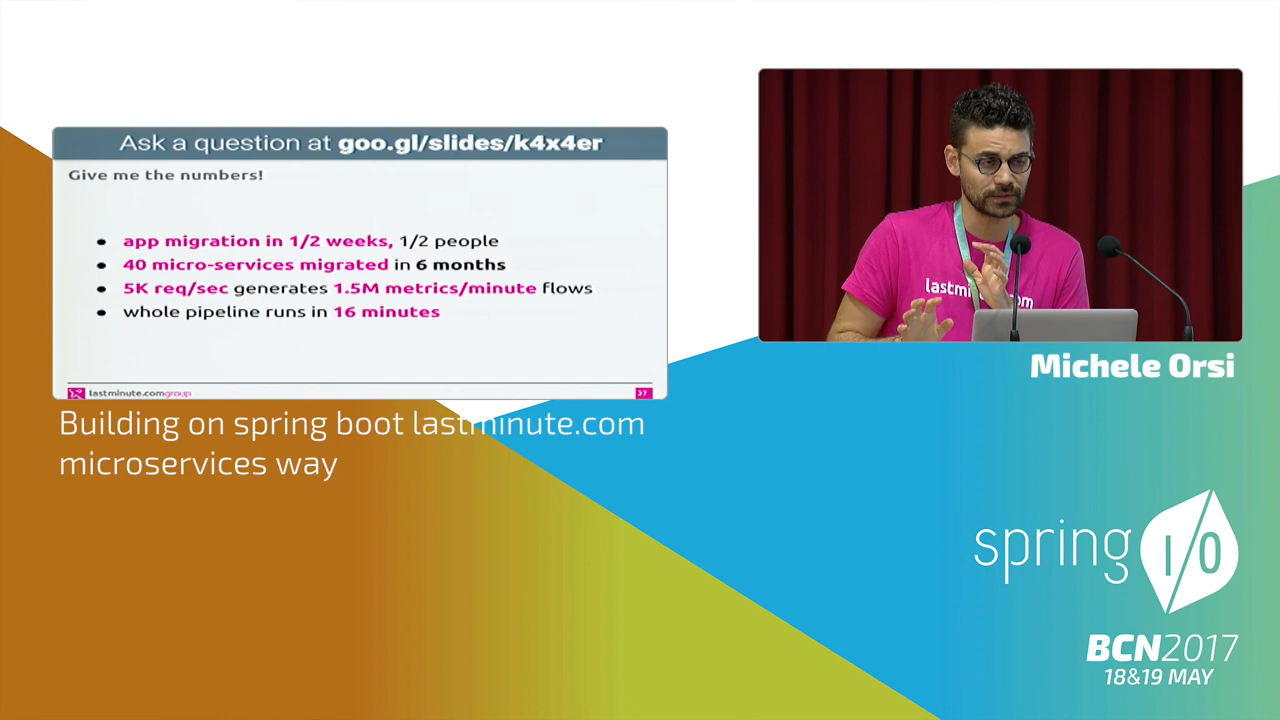 Ask a question at goo.gl/slides/k4x4er
Give me the numbers!
● app migration in 1/2 weeks, 1/2 people
● 40 micro-services migrated in 6 months
● 5K req/sec generates 1.5M metrics/minute flows
● whole pipeline runs in 16 minutes
lastminute.comgroup
37
Building on spring boot lastminute.com
microservices way
lastminute.com
Michele Orsi
spring I/O
BCN2017
18&19 MAY